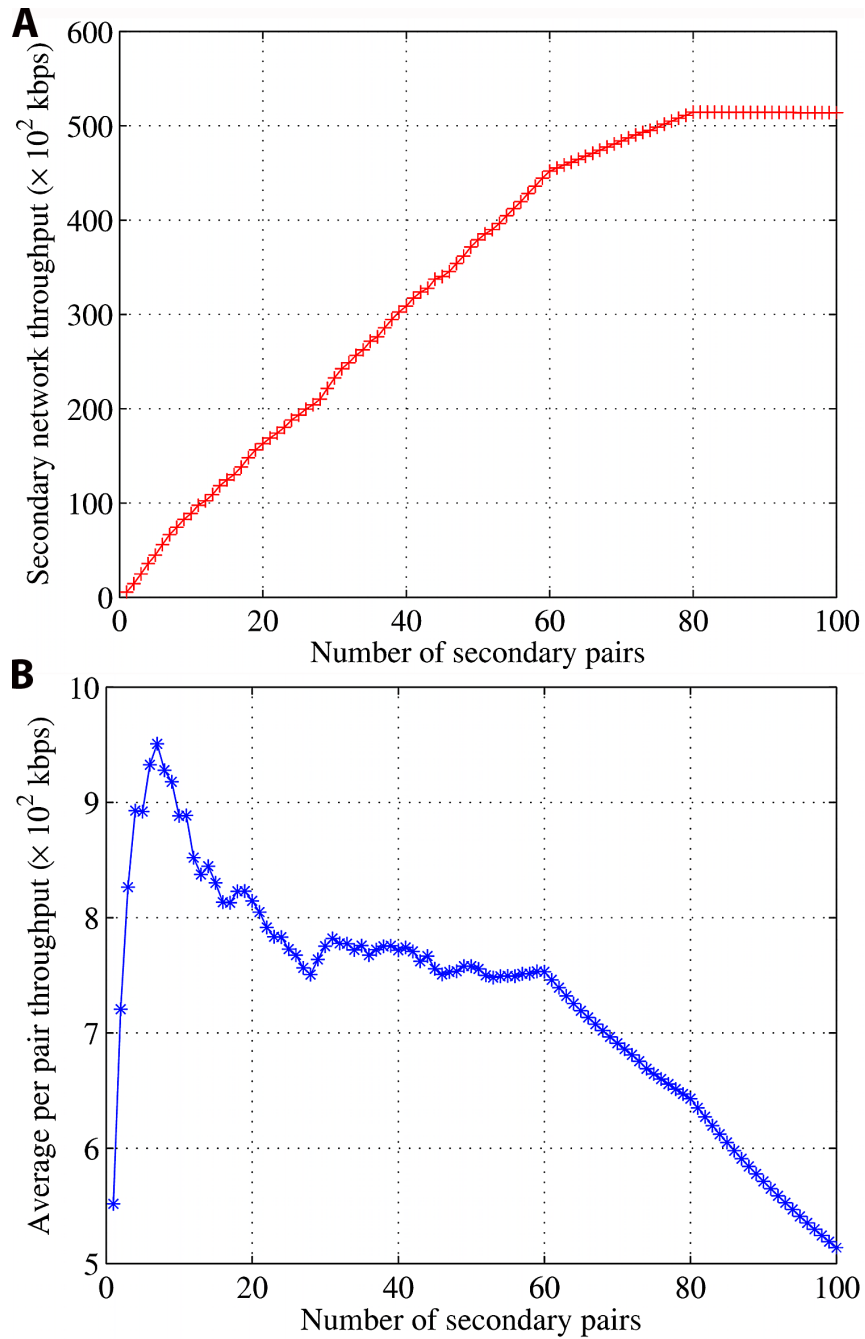 A
600
500
400
300
200
100
0
Secondary network throughput (× 10² kbps)
0 20 40 60 80 100
Number of secondary pairs
B
10
9
8
7
6
5
Average per pair throughput (× 10² kbps)
0 20 40 60 80 100
Number of secondary pairs